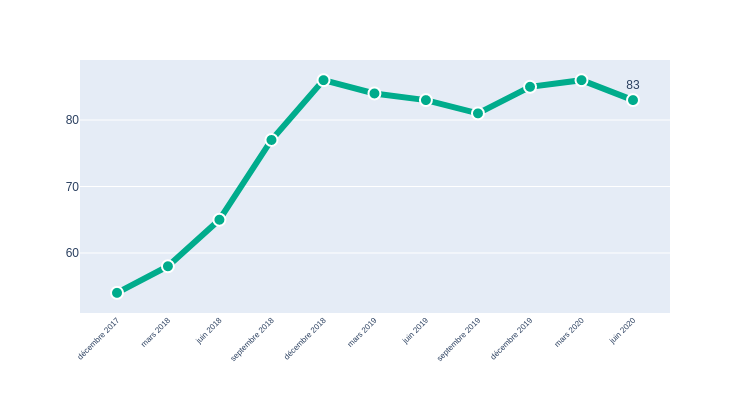 83
80
70
60
décembre 2017
mars 2018
juin 2018
septembre 2018
décembre 2018
mars 2019
juin 2019
septembre 2019
décembre 2019
mars 2020
juin 2020